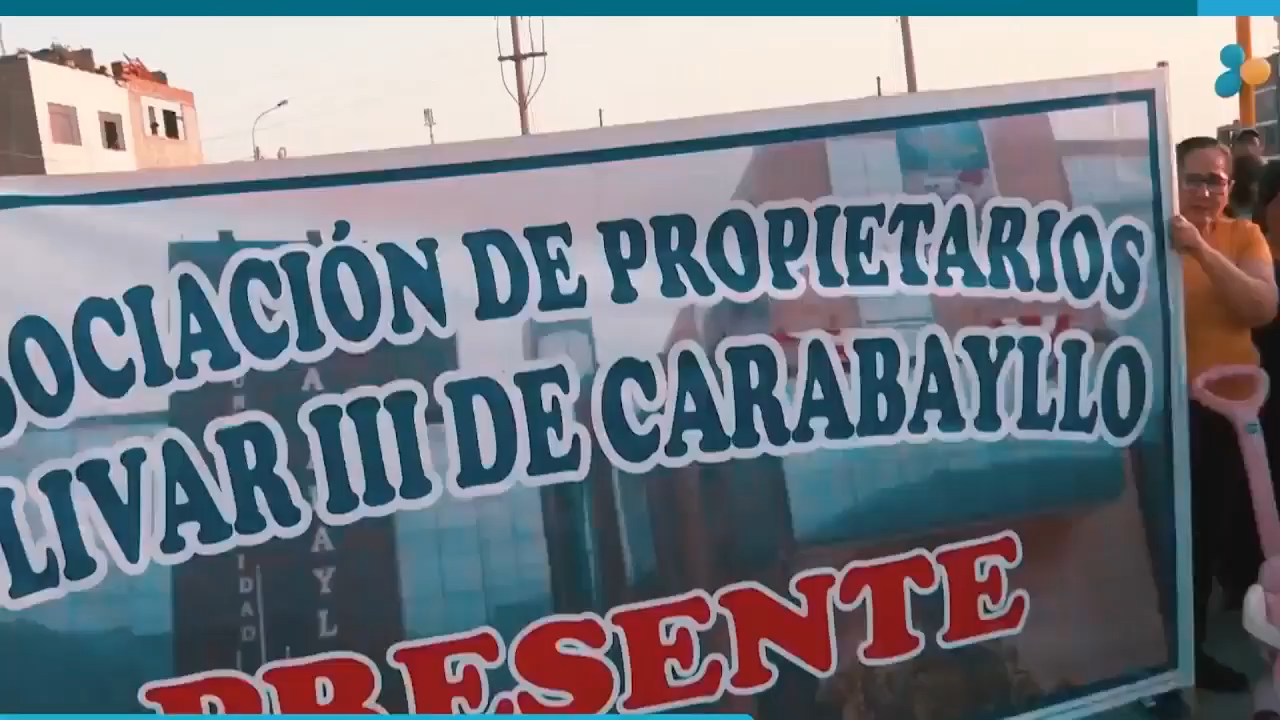 OCIACIÓN DE PROPIETARIOS
LIVAR III DE CARABAYLLO
PRESENTE